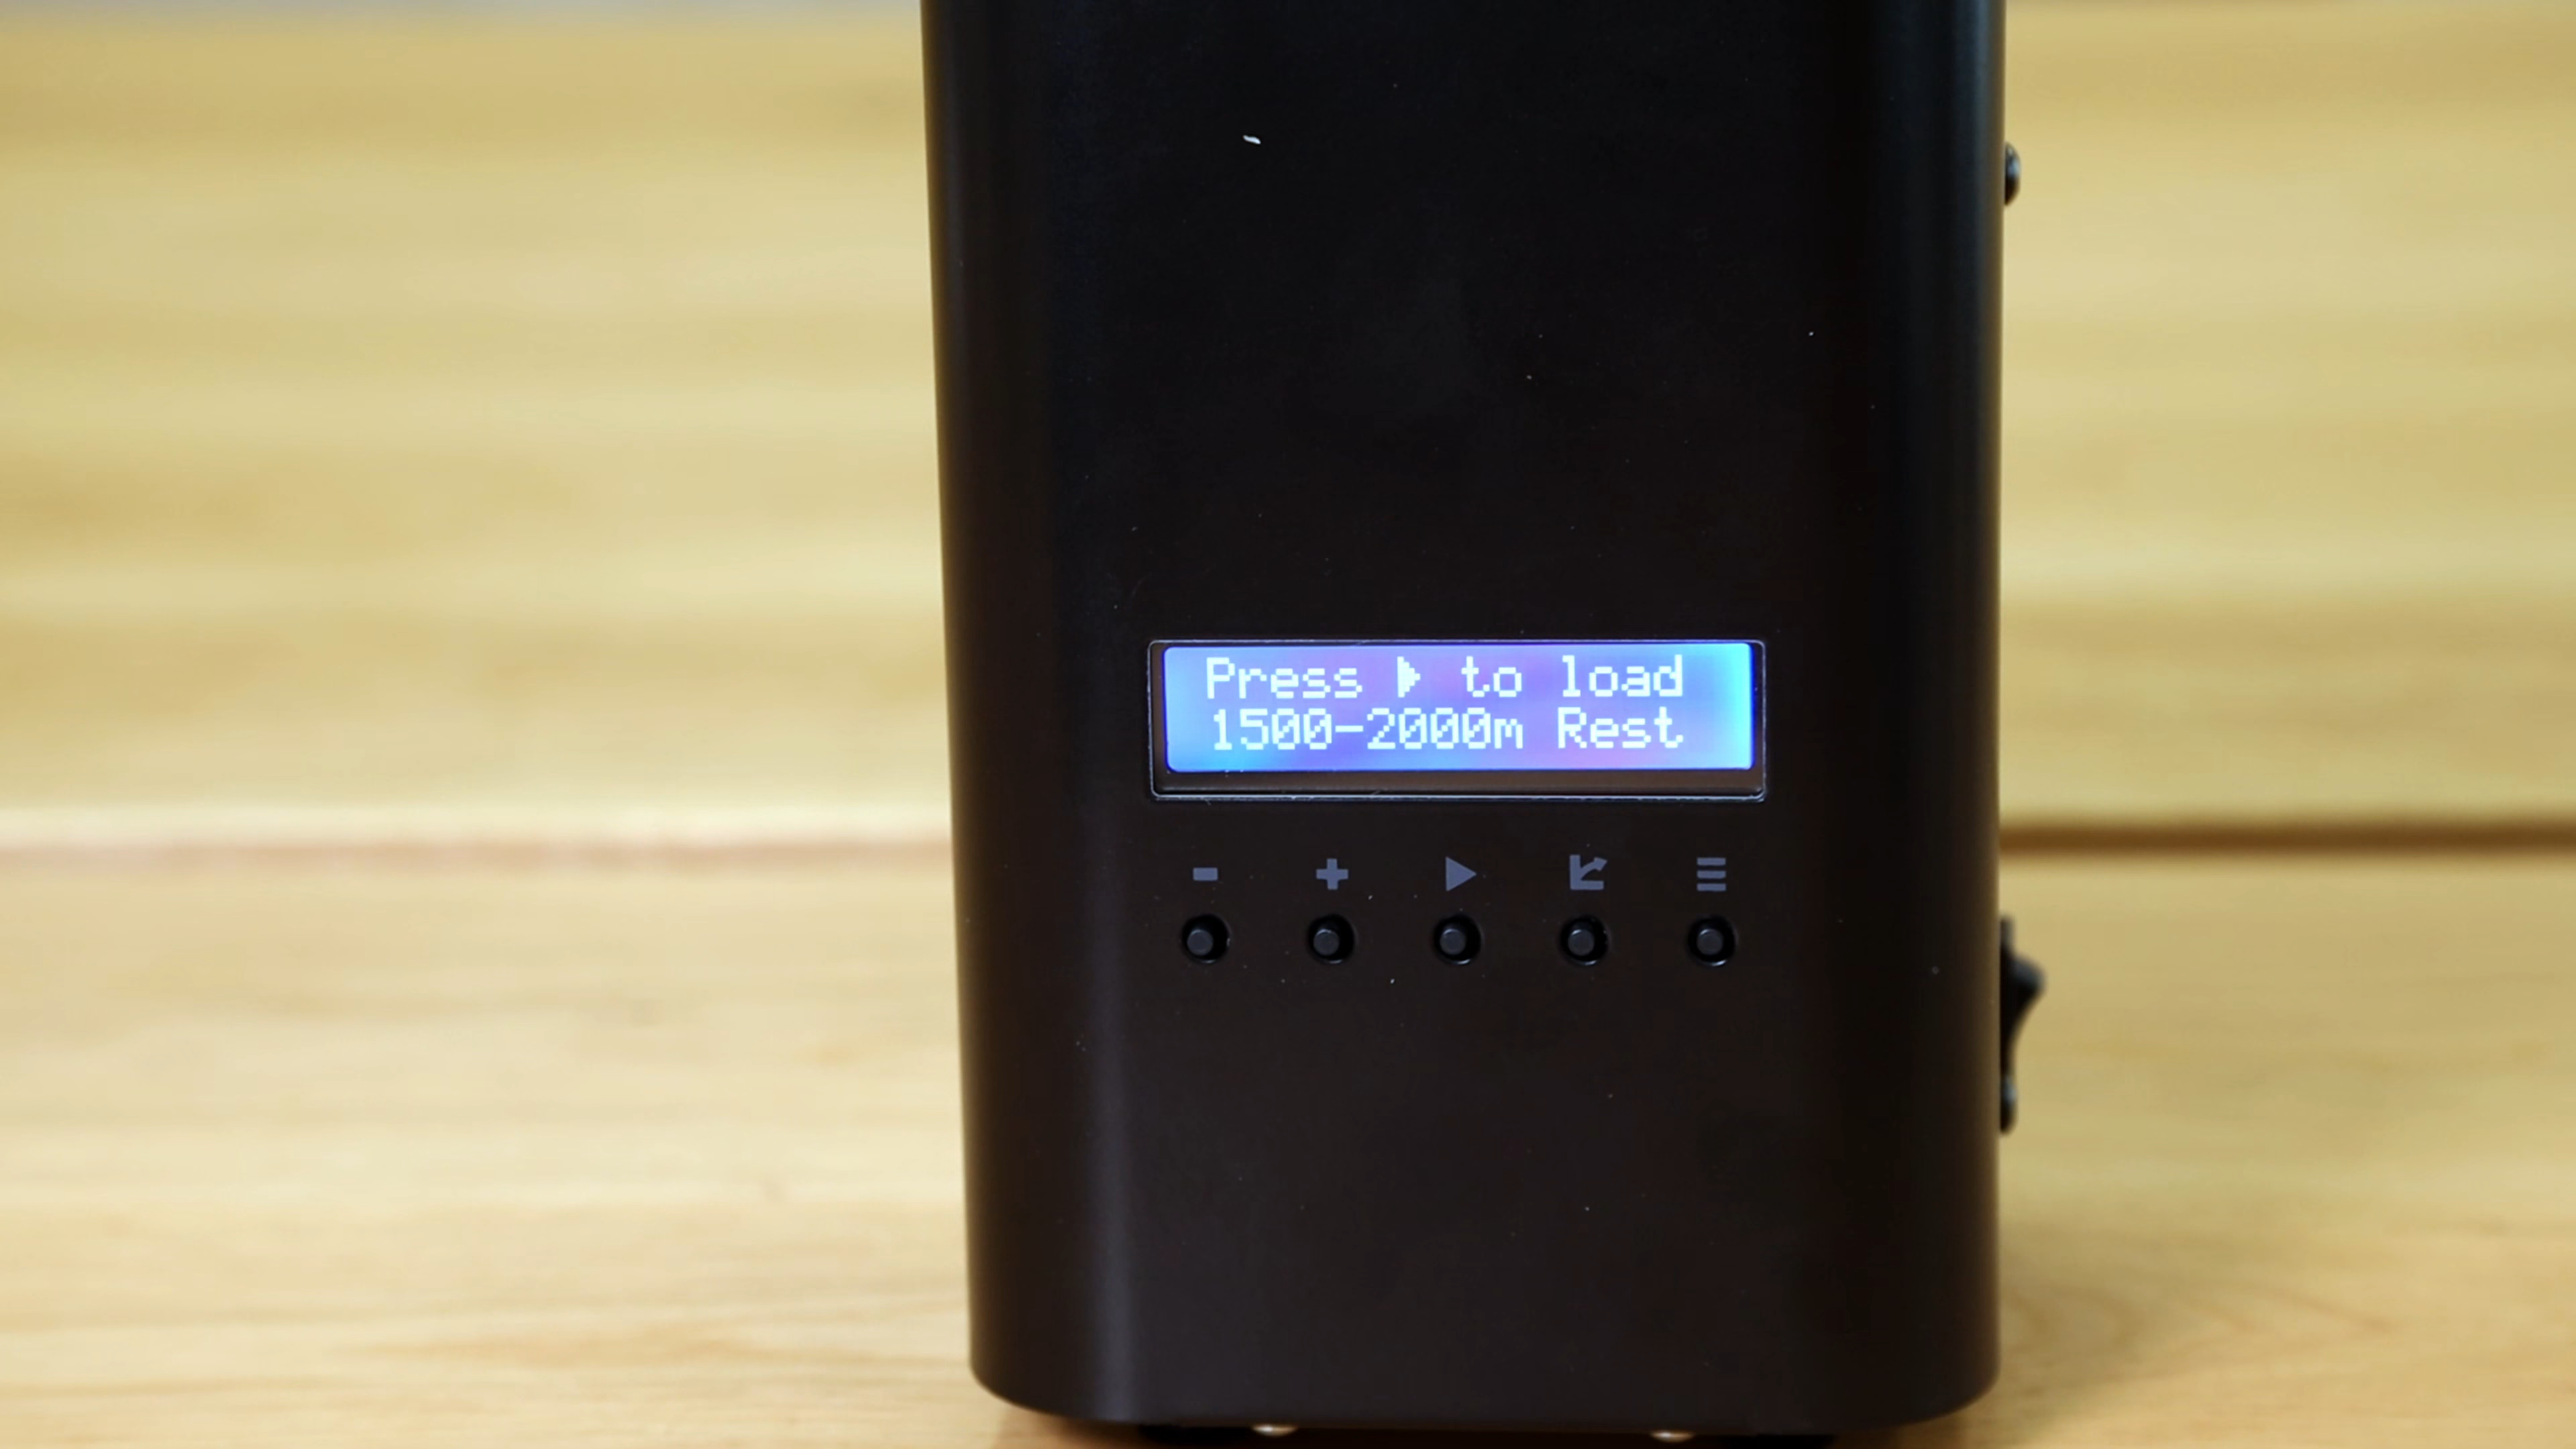 Press ▶ to load
1500-2000m Rest
- + ▶ ☰